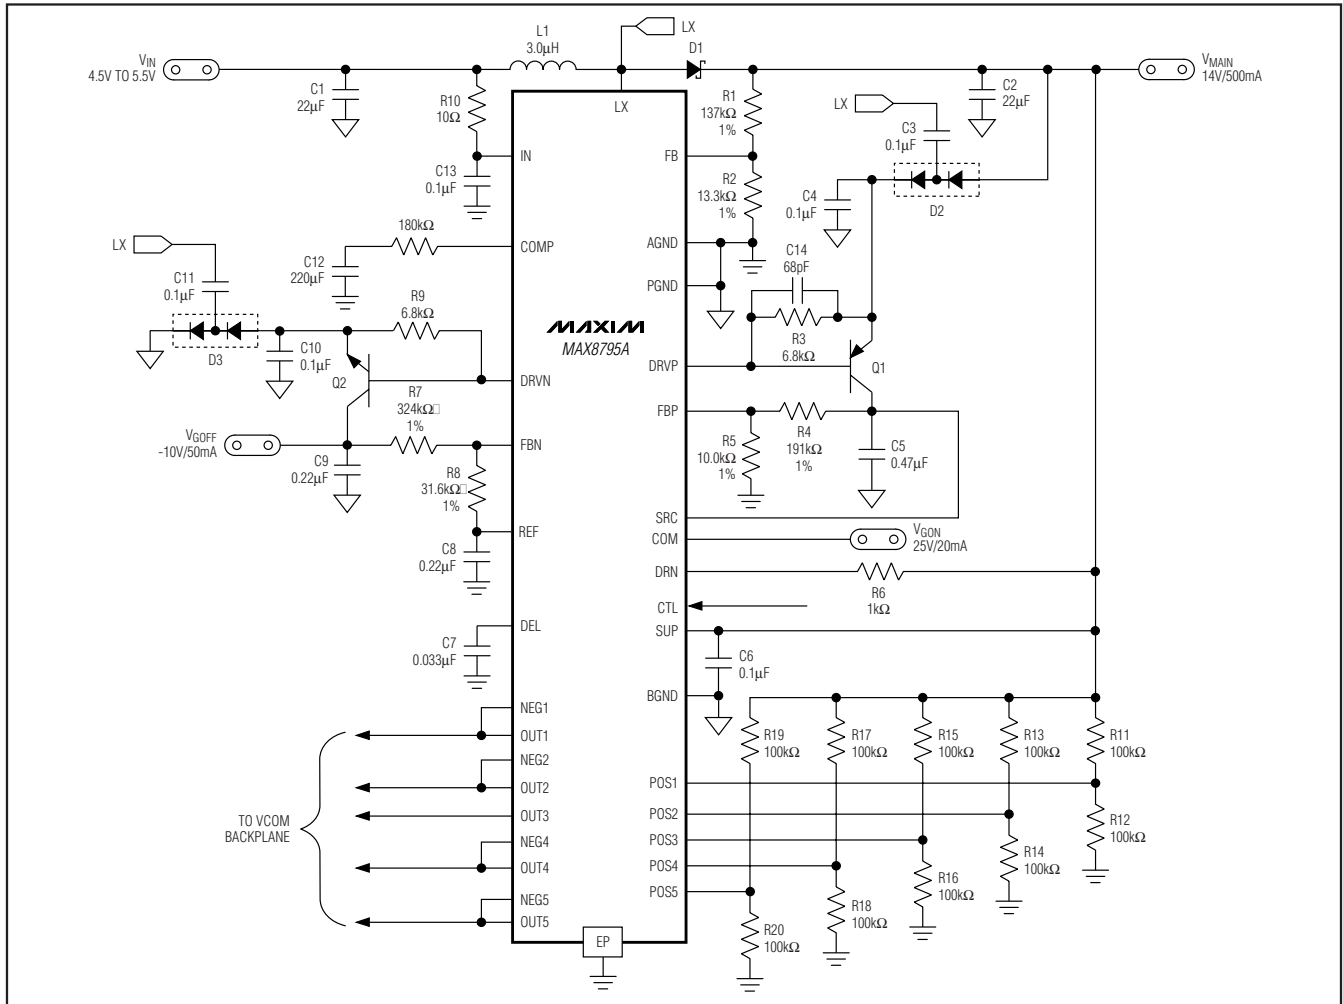 LX
L1
3.0µH
D1
VIN
4.5V TO 5.5V
VMAIN
14V/500mA
C1
22µF
R10
10Ω
LX
R1
137kΩ
1%
LX
C2
22µF
C3
0.1µF
IN
FB
C13
0.1µF
R2
13.3kΩ
1%
C4
0.1µF
D2
180kΩ
COMP
AGND
LX
C12
220µF
C14
68pF
C11
0.1µF
PGND
R9
6.8kΩ
MAXIM
MAX8795A
R3
6.8kΩ
D3
C10
0.1µF
Q2
DRVN
DRVP
Q1
R7
324kΩ□
1%
FBP
R4
191kΩ
1%
VGOFF
-10V/50mA
FBN
R5
10.0kΩ
1%
C5
0.47µF
C9
0.22µF
R8
31.6kΩ□
1%
SRC
REF
COM
VGON
25V/20mA
C8
0.22µF
DRN
R6
1kΩ
CTL
DEL
SUP
C7
0.033µF
C6
0.1µF
BGND
NEG1
OUT1
R19
100kΩ
R17
100kΩ
R15
100kΩ
R13
100kΩ
R11
100kΩ
NEG2
OUT2
POS1
TO VCOM
BACKPLANE
OUT3
POS2
R12
100kΩ
NEG4
POS3
R14
100kΩ
OUT4
POS4
R16
100kΩ
NEG5
POS5
R18
100kΩ
OUT5
R20
100kΩ
EP